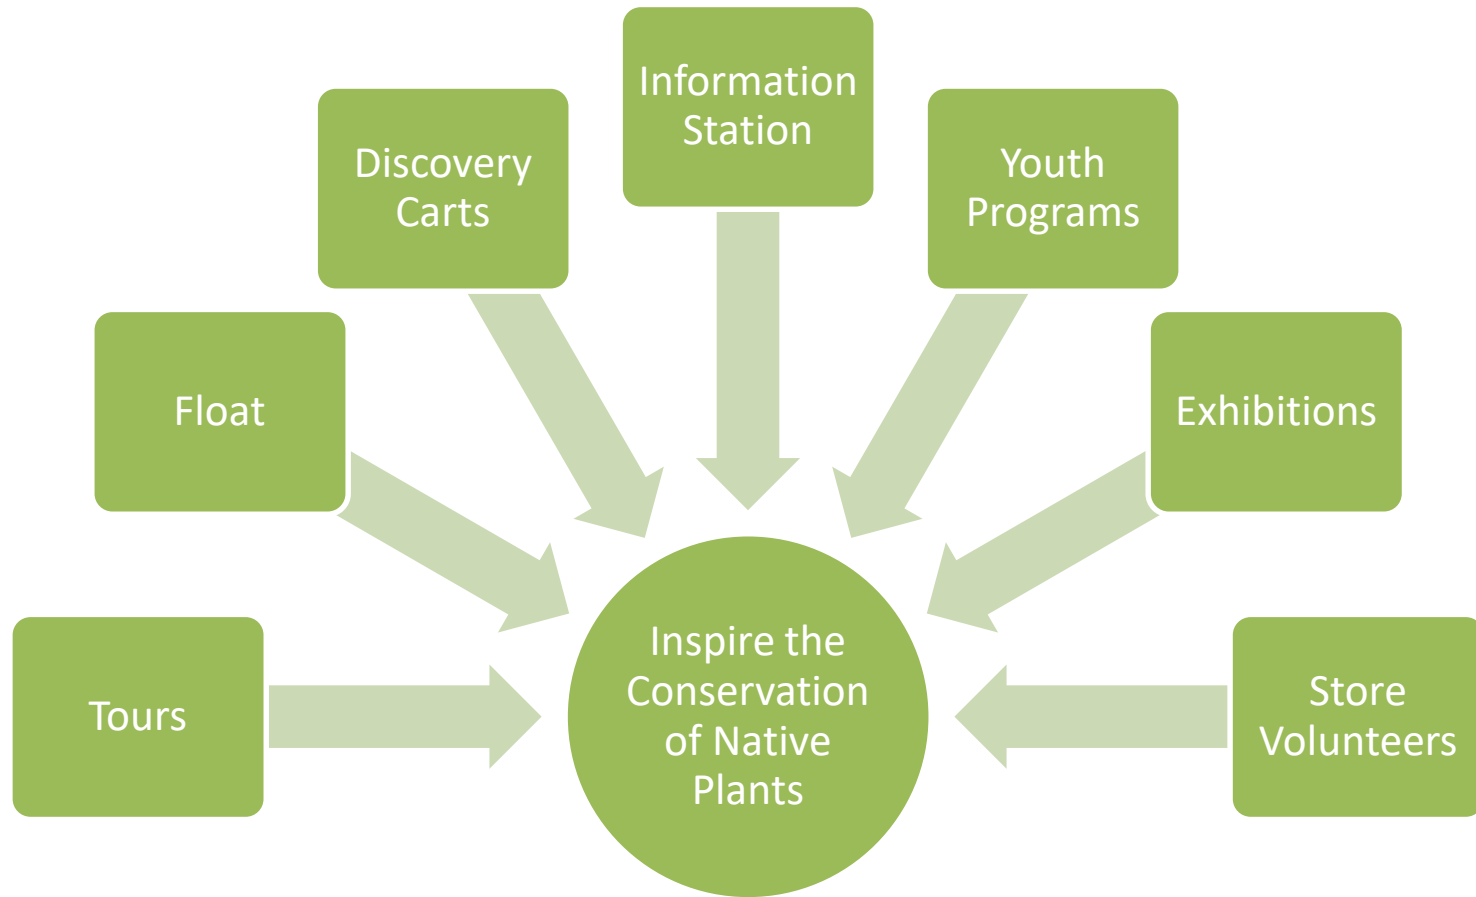 Information
Station
Discovery
Carts
Youth
Programs
Float
Exhibitions
Tours
Inspire the
Conservation
of Native
Plants
Store
Volunteers